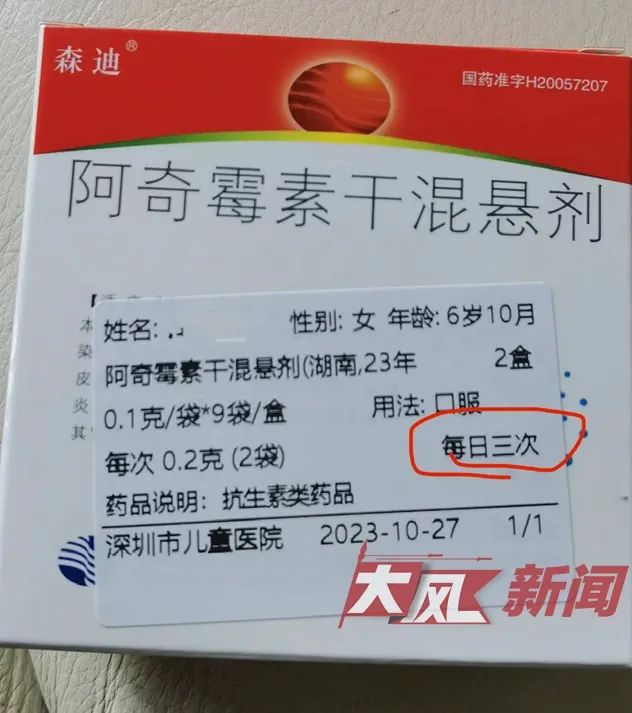 森迪®
国药准字H20057207
阿奇霉素干混悬剂
本
染
皮
炎
其
姓名:
性别: 女 年龄: 6岁10月
阿奇霉素干混悬剂(湖南,23年 2盒
0.1克/袋*9袋/盒 用法: 口服
每次 0.2克 (2袋) 每日三次
药品说明: 抗生素类药品
深圳市儿童医院 2023-10-27 1/1
大风新闻